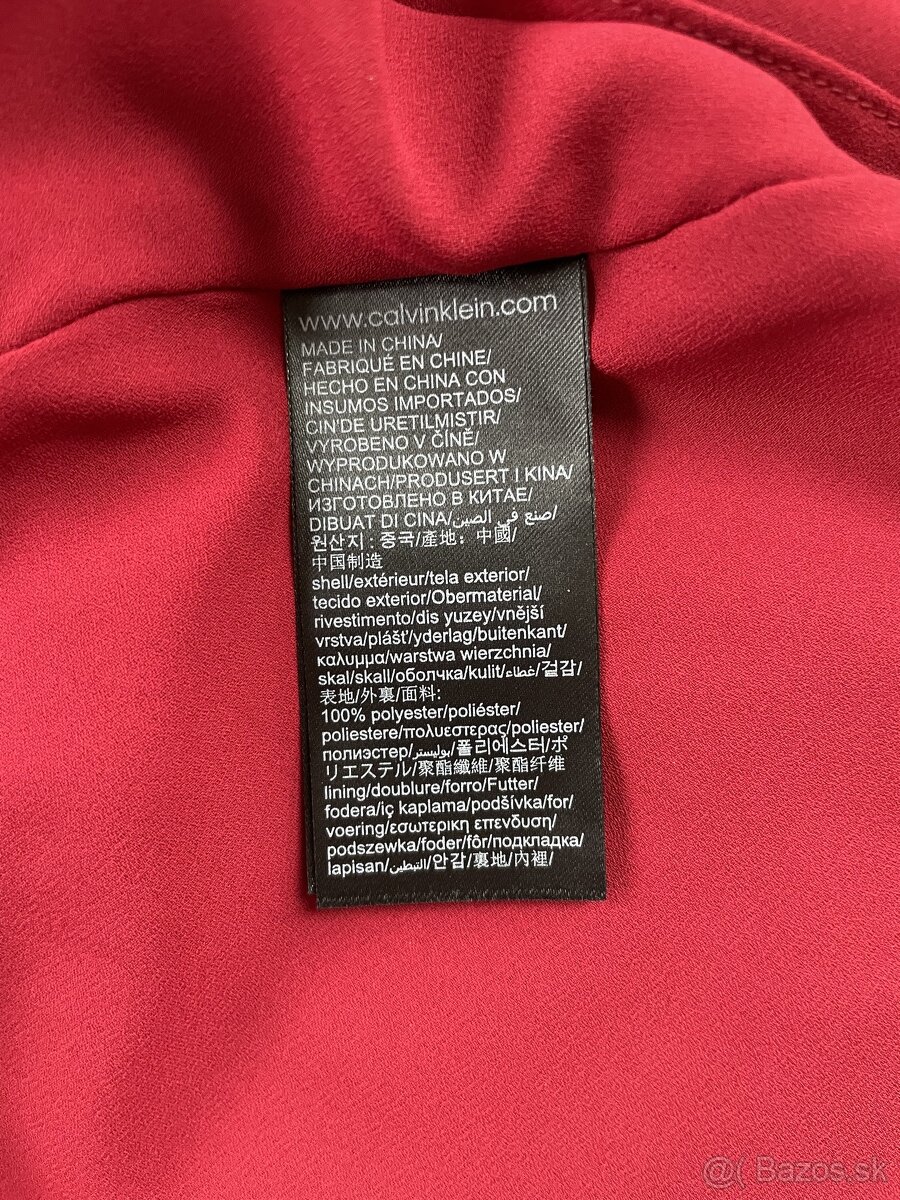 www.calvinklein.com
MADE IN CHINA/
FABRIQUÉ EN CHINE/
HECHO EN CHINA CON
INSUMOS IMPORTADOS/
CIN'DE URETILMISTIR/
VYROBENO V ČÍNĚ/
WYPRODUKOWANO W
CHINACH/PRODUSERT I KINA/
ИЗГОТОВЛЕНО В КИТАЕ/
DIBUAT DI CINA/صنع في الصين/
원산지 : 중국/產地：中國/
中国制造
shell/extérieur/tela exterior/
tecido exterior/Obermaterial/
rivestimento/dis yuzey/vnější
vrstva/plášť/yderlag/buitenkant/
καλυμμα/warstwa wierzchnia/
skal/skall/оболчка/kulit/غطاء/겉감/
表地/外裏/面料:
100% polyester/poliéster/
poliestere/πολυεστερας/poliester/
полиэстер/بوليستر/폴리에스터/ポ
リエステル/聚酯纖維/聚酯纤维
lining/doublure/forro/Futter/
fodera/iç kaplama/podšívka/for/
voering/εσωτερικη επενδυση/
podszewka/foder/fôr/подкладка/
lapisan/التبطين/안감/裏地/內裡/
@( Bazos.sk